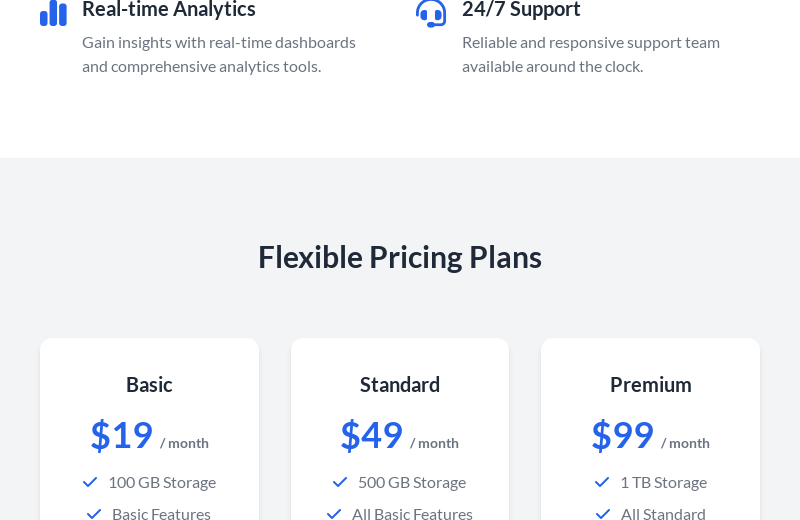 Real-time Analytics
Gain insights with real-time dashboards
and comprehensive analytics tools.
24/7 Support
Reliable and responsive support team
available around the clock.
Flexible Pricing Plans
Basic
$19 / month
100 GB Storage
Basic Features
Standard
$49 / month
500 GB Storage
All Basic Features
Premium
$99 / month
1 TB Storage
All Standard